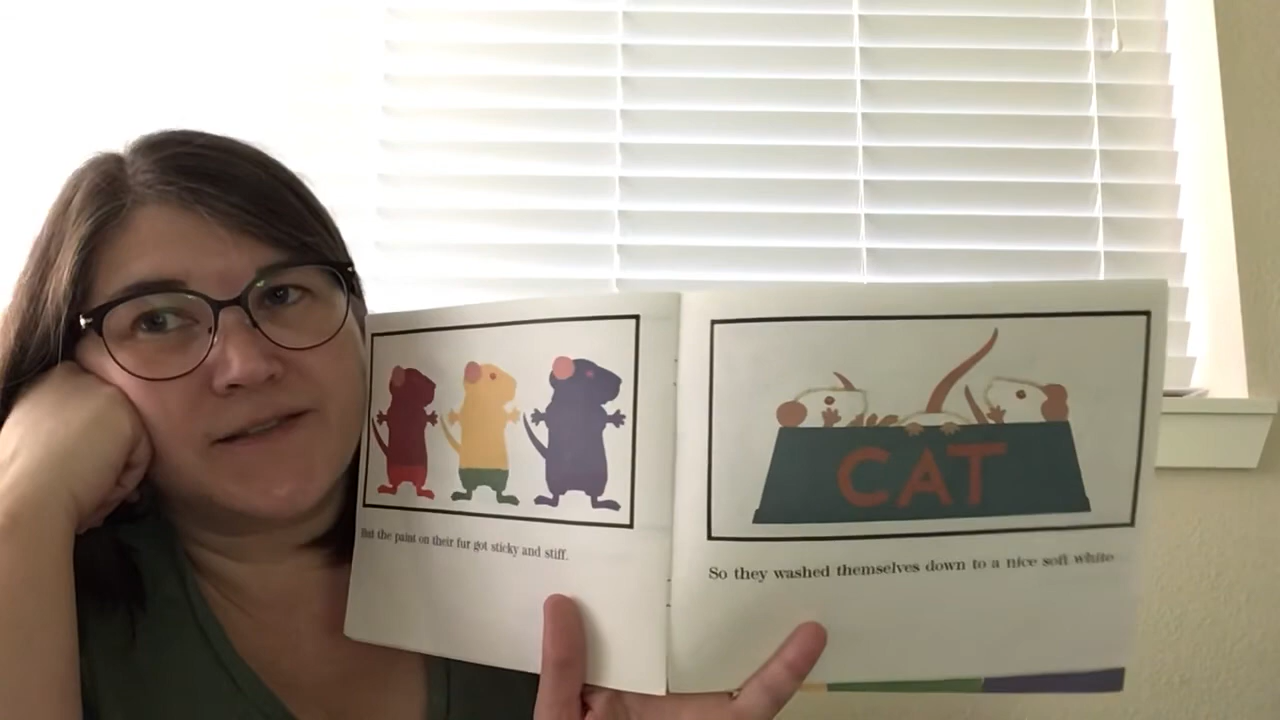 But the paint on their fur got sticky and stiff.
CAT
So they washed themselves down to a nice soft white